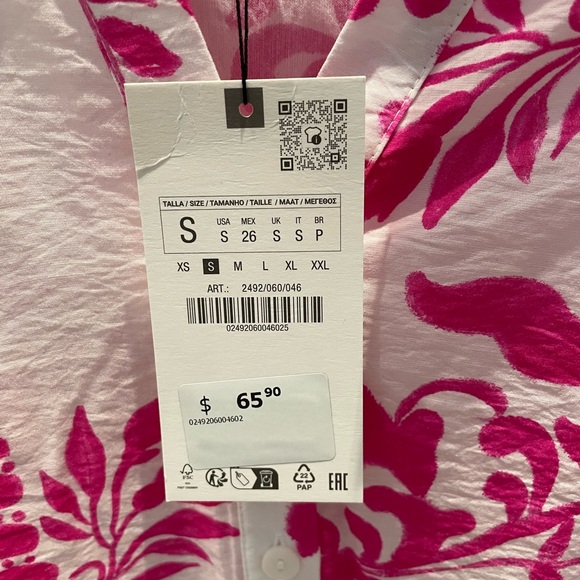 TALLA / SIZE / TAMANHO / TAILLE / MAAT / ΜΕΓΕΘΟΣ
S USA MEX UK IT BR
S 26 S S P
XS S M L XL XXL
ART.: 2492/060/046
02492060046025
$ 65 90
0249206004602
FSC
22
PAP
EAC